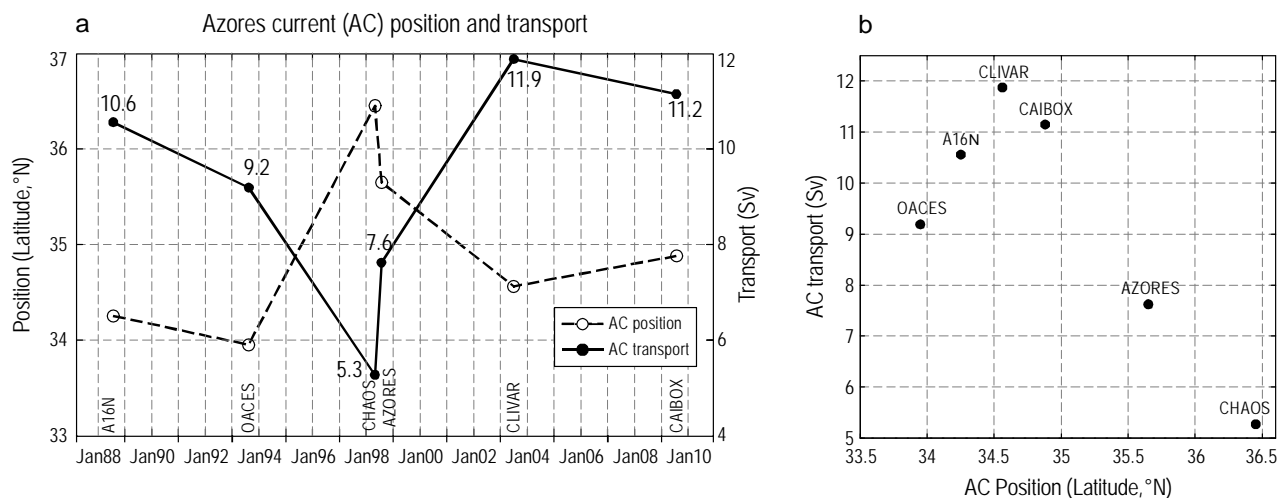 a
Azores current (AC) position and transport
37
36
35
34
33
Position (Latitude,°N)
12
10
8
6
4
Transport (Sv)
10.6
9.2
5.3
7.6
11.9
11.2
AC position
AC transport
A16N
OACES
CHAOS
AZORES
CLIVAR
CAIBOX
Jan88 Jan90 Jan92 Jan94 Jan96 Jan98 Jan00 Jan02 Jan04 Jan06 Jan08 Jan10
b
12
11
10
9
8
7
6
5
AC transport (Sv)
CLIVAR
CAIBOX
A16N
OACES
AZORES
CHAOS
33.5 34 34.5 35 35.5 36 36.5
AC Position (Latitude,°N)